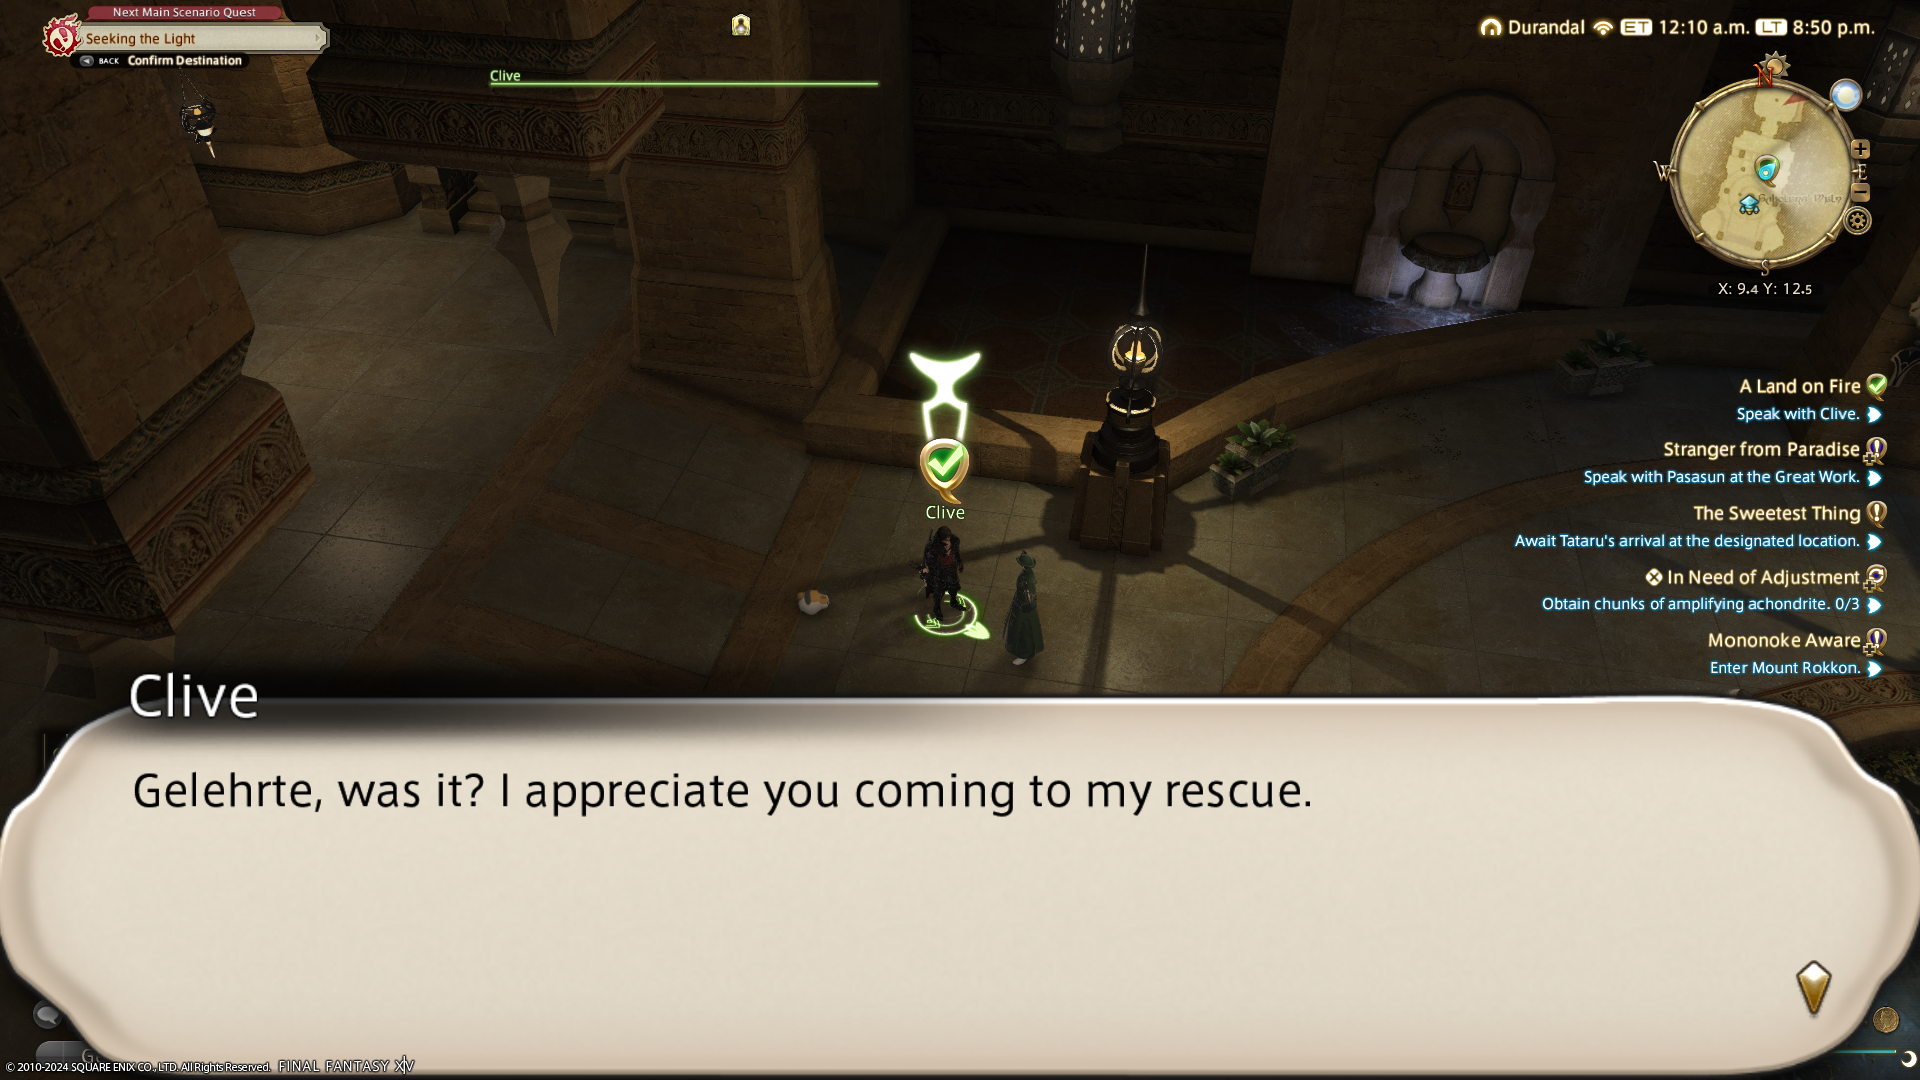 Next Main Scenario Quest
Seeking the Light
BACK Confirm Destination
Clive
Durandal ET 12:10 a.m. LT 8:50 p.m.
N
W
E
S
X: 9.4 Y: 12.5
A Land on Fire
Speak with Clive.
Stranger from Paradise
Speak with Pasasun at the Great Work.
The Sweetest Thing
Await Tataru's arrival at the designated location.
In Need of Adjustment
Obtain chunks of amplifying achondrite. 0/3
Mononoke Aware
Enter Mount Rokkon.
Clive
Clive
Gelehrte, was it? I appreciate you coming to my rescue.
© 2010-2024 SQUARE ENIX CO., LTD. All Rights Reserved. FINAL FANTASY XIV